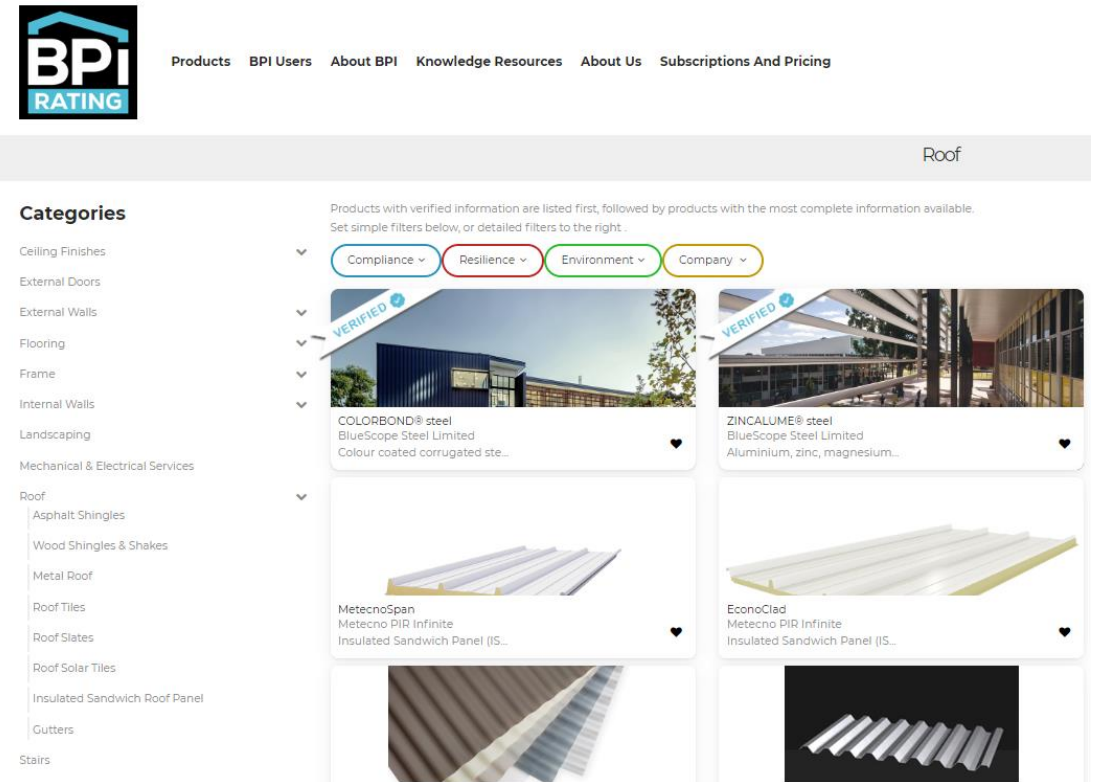 BPi
RATING
Products BPI Users About BPI Knowledge Resources About Us Subscriptions And Pricing
Roof
Categories
Ceiling Finishes
External Doors
External Walls
Flooring
Frame
Internal Walls
Landscaping
Mechanical & Electrical Services
Roof
Asphalt Shingles
Wood Shingles & Shakes
Metal Roof
Roof Tiles
Roof Slates
Roof Solar Tiles
Insulated Sandwich Roof Panel
Gutters
Stairs
Products with verified information are listed first, followed by products with the most complete information available.
Set simple filters below, or detailed filters to the right .
Compliance Resilience Environment Company
VERIFIED
COLORBOND® steel
BlueScope Steel Limited
Colour coated corrugated ste...
VERIFIED
ZINCALUME® steel
BlueScope Steel Limited
Aluminium, zinc, magnesium...
MetecnoSpan
Metecno PIR Infinite
Insulated Sandwich Panel (IS...
EconoClad
Metecno PIR Infinite
Insulated Sandwich Panel (IS...